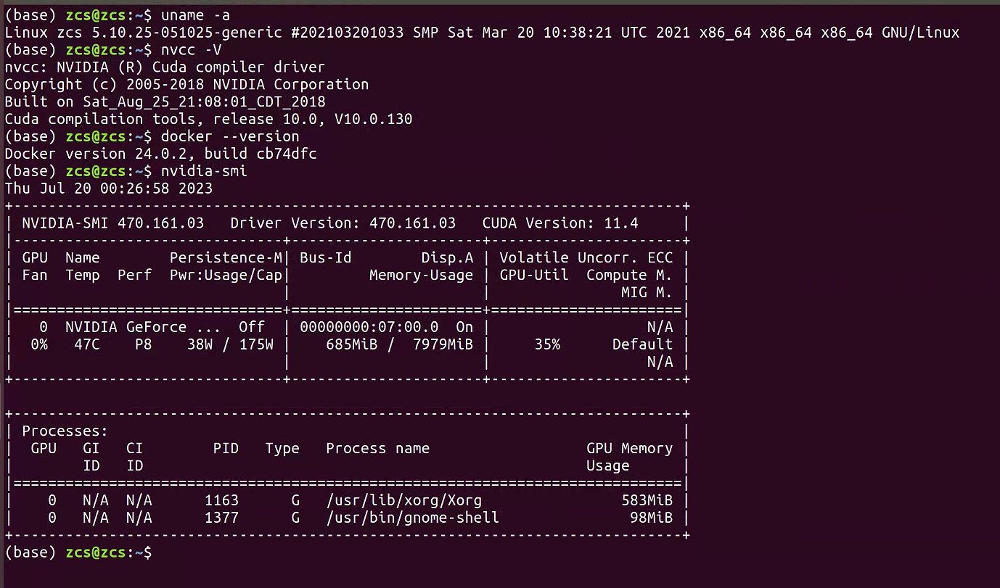 (base) zcs@zcs:~$ uname -a
Linux zcs 5.10.25-051025-generic #202103201033 SMP Sat Mar 20 10:38:21 UTC 2021 x86_64 x86_64 x86_64 GNU/Linux
(base) zcs@zcs:~$ nvcc -V
nvcc: NVIDIA (R) Cuda compiler driver
Copyright (c) 2005-2018 NVIDIA Corporation
Built on Sat_Aug_25_21:08:01_CDT_2018
Cuda compilation tools, release 10.0, V10.0.130
(base) zcs@zcs:~$ docker --version
Docker version 24.0.2, build cb74dfc
(base) zcs@zcs:~$ nvidia-smi
Thu Jul 20 00:26:58 2023
+-----------------------------------------------------------------------------+
| NVIDIA-SMI 470.161.03   Driver Version: 470.161.03   CUDA Version: 11.4     |
|-------------------------------+----------------------+----------------------+
| GPU  Name        Persistence-M| Bus-Id        Disp.A | Volatile Uncorr. ECC |
| Fan  Temp  Perf  Pwr:Usage/Cap|         Memory-Usage | GPU-Util  Compute M. |
|                               |                      |               MIG M. |
|===============================+======================+======================|
|   0  NVIDIA GeForce ...  Off  | 00000000:07:00.0  On |                  N/A |
|  0%   47C    P8    38W / 175W |    685MiB /  7979MiB |     35%      Default |
|                               |                      |                  N/A |
+-------------------------------+----------------------+----------------------+

+-----------------------------------------------------------------------------+
| Processes:                                                                  |
|  GPU   GI   CI        PID   Type   Process name                  GPU Memory |
|        ID   ID                                                   Usage      |
|=============================================================================|
|    0   N/A  N/A      1163      G   /usr/lib/xorg/Xorg                583MiB |
|    0   N/A  N/A      1377      G   /usr/bin/gnome-shell               98MiB |
+-----------------------------------------------------------------------------+
(base) zcs@zcs:~$